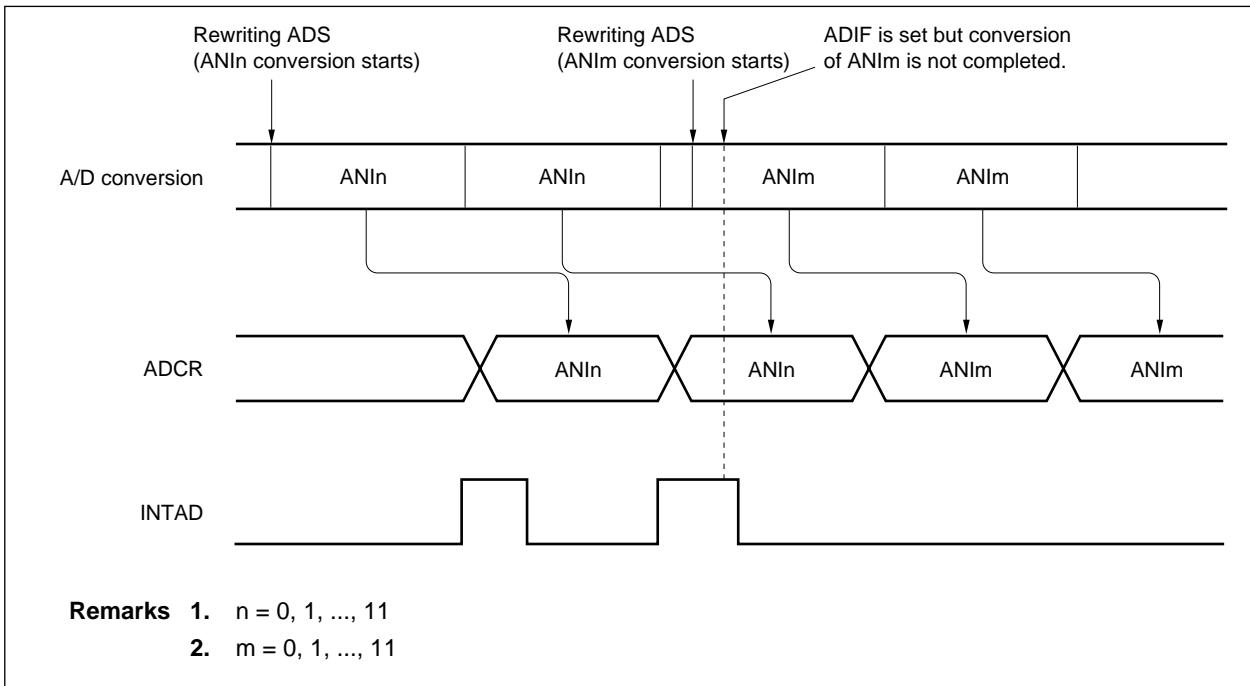 Rewriting ADS
(ANIn conversion starts)
Rewriting ADS
(ANIm conversion starts)
ADIF is set but conversion
of ANIm is not completed.
A/D conversion
ANIn
ANIn
ANIm
ANIm
ADCR
ANIn
ANIn
ANIm
ANIm
INTAD
Remarks 1. n = 0, 1, ..., 11
2. m = 0, 1, ..., 11